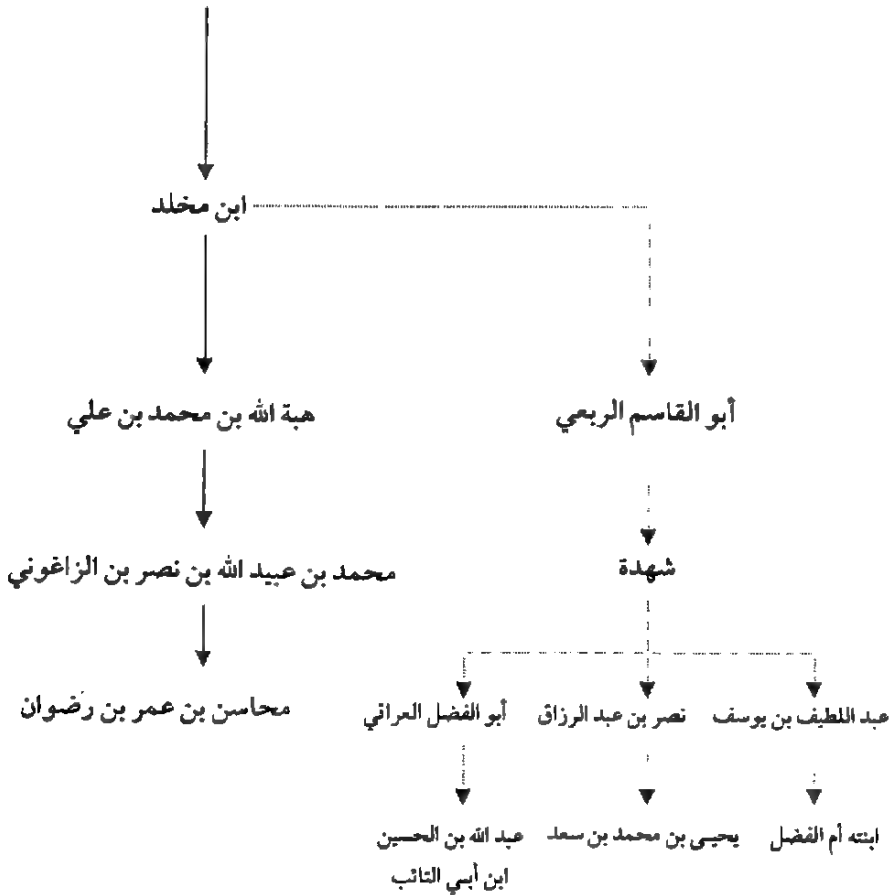 ابن مخلد
أبو القاسم الربعي
هبة الله بن محمد بن علي
شهدة
محمد بن عبيد الله بن نصر بن الزاغوني
عبد اللطيف بن يوسف
نصر بن عبد الرزاق
أبو الفضل العراقي
محاسن بن عمر بن رضوان
ابنته أم الفضل
يحيى بن محمد بن سعد
عبد الله بن الحسين
ابن أبي التائب